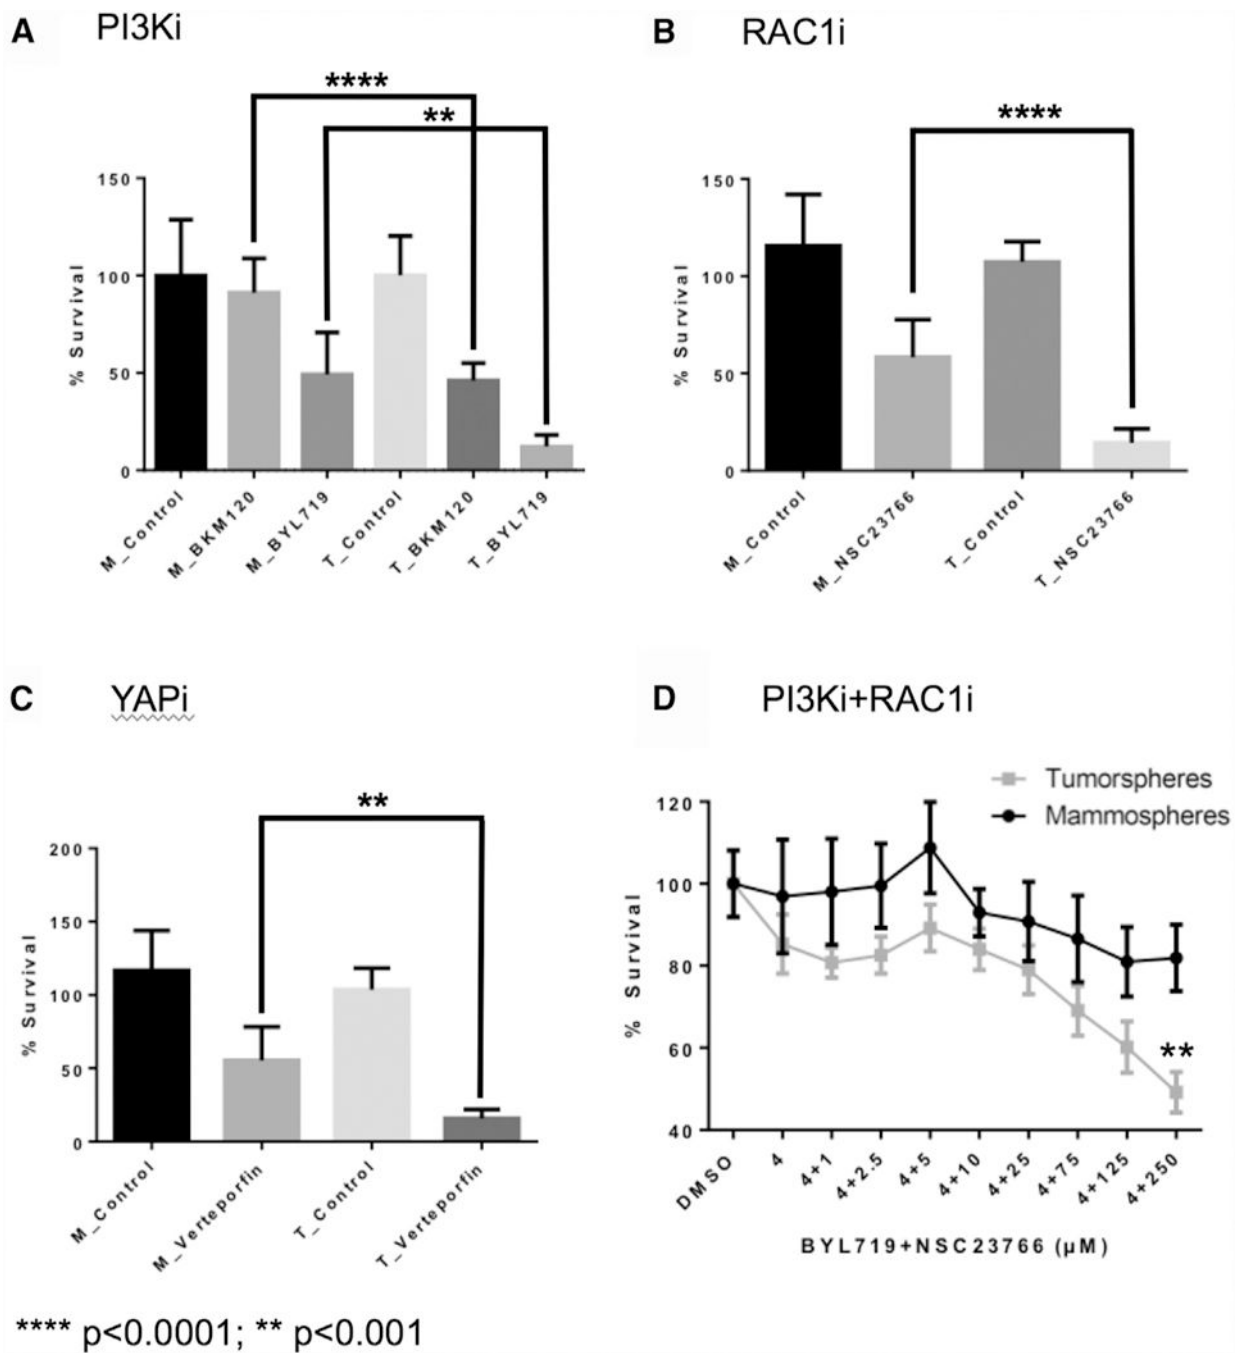 A PI3Ki
****
**
150
100
50
0
% Survival
M_Control
M_BKM120
M_BYL719
T_Control
T_BKM120
T_BYL719
B RAC1i
****
150
100
50
0
% Survival
M_Control
M_NSC23766
T_Control
T_NSC23766
C YAPi
**
200
150
100
50
0
% Survival
M_Control
M_Verteporfin
T_Control
T_Verteporfin
D PI3Ki+RAC1i
Tumorspheres
Mammospheres
120
100
80
60
40
% Survival
**
DMSO
4
4+1
4+2.5
4+5
4+10
4+25
4+75
4+125
4+250
BYL719+NSC23766 (µM)
**** p<0.0001; ** p<0.001